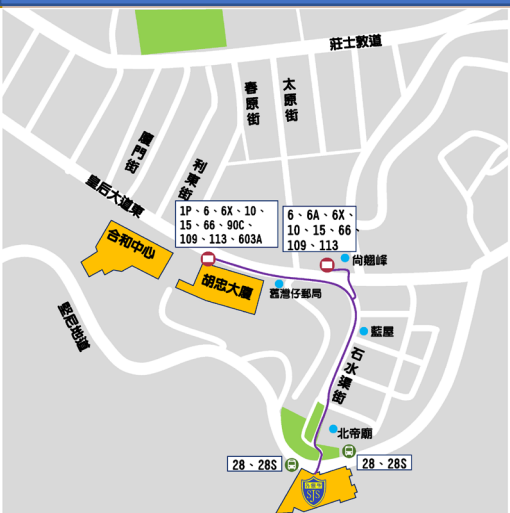 莊士敦道
春園街
太原街
廈門街
利東街
皇后大道東
1P、6、6X、10、
15、66、90C、
109、113、603A
6、6A、6X、
10、15、66、
109、113
合和中心
尚翹峰
胡忠大廈
舊灣仔郵局
堅尼地道
藍屋
石水渠街
北帝廟
28、28S
28、28S
SJS